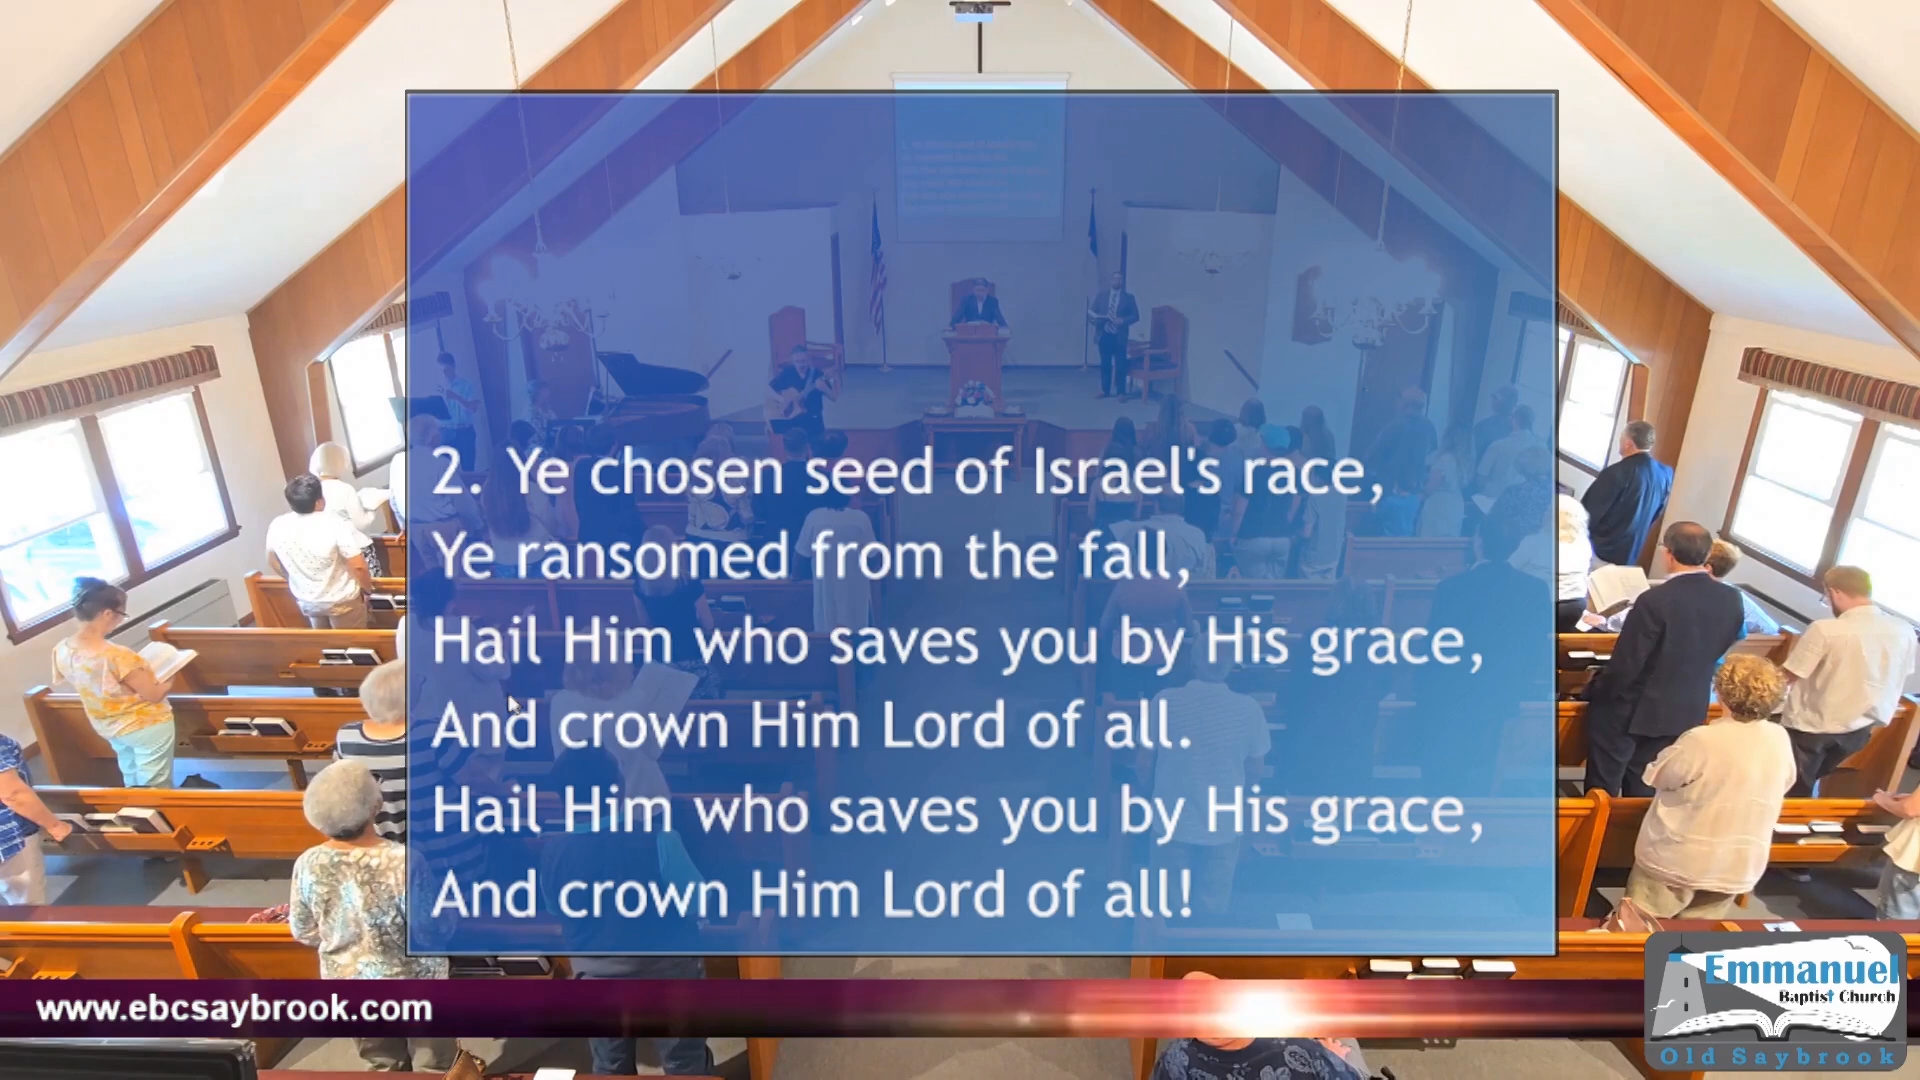 2. Ye chosen seed of Israel's race,
Ye ransomed from the fall,
Hail Him who saves you by His grace,
And crown Him Lord of all.
Hail Him who saves you by His grace,
And crown Him Lord of all!
www.ebcsaybrook.com
Emmanuel
Baptist Church
Old Saybrook